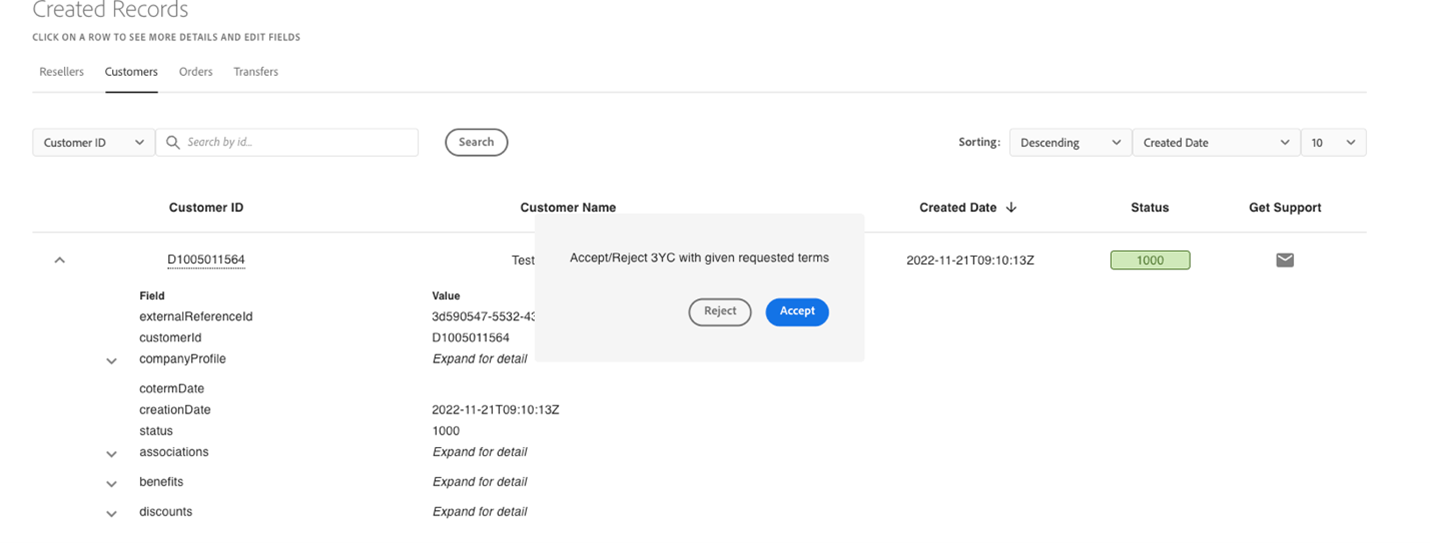 Created Records
CLICK ON A ROW TO SEE MORE DETAILS AND EDIT FIELDS
Resellers Customers Orders Transfers
Customer ID Search by id... Search Sorting: Descending Created Date 10
Customer ID Customer Name Created Date Status Get Support
D1005011564 Test 2022-11-21T09:10:13Z 1000
Accept/Reject 3YC with given requested terms
Reject Accept
Field Value
externalReferenceId 3d590547-5532-43
customerId D1005011564
companyProfile Expand for detail
cotermDate
creationDate 2022-11-21T09:10:13Z
status 1000
associations Expand for detail
benefits Expand for detail
discounts Expand for detail